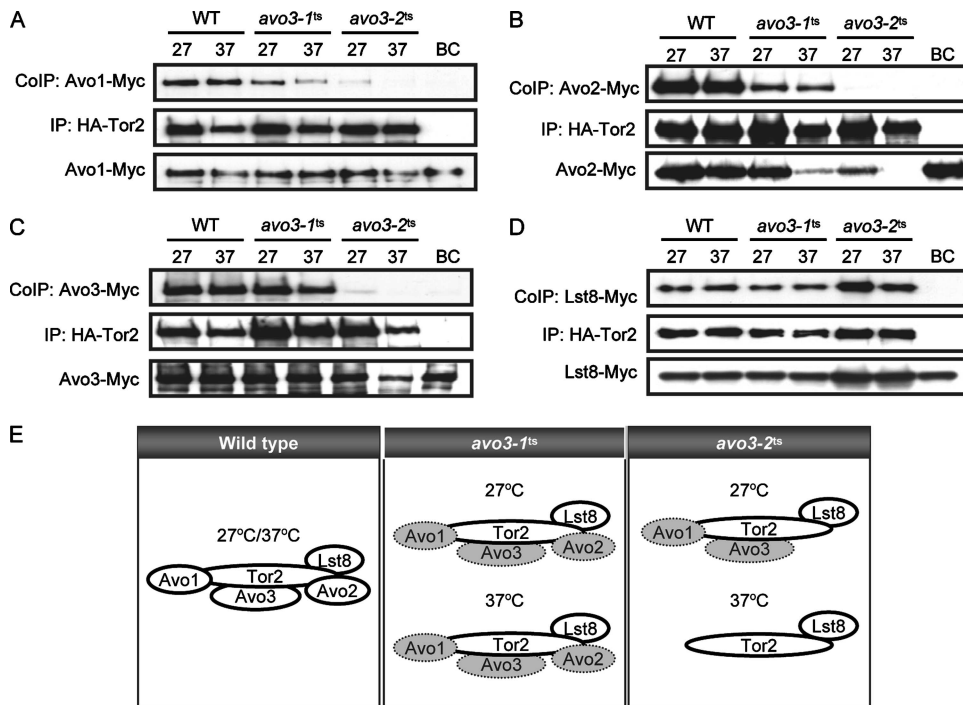 A
WT avo3-1ts avo3-2ts
27 37 27 37 27 37 BC
CoIP: Avo1-Myc
IP: HA-Tor2
Avo1-Myc
B
WT avo3-1ts avo3-2ts
27 37 27 37 27 37 BC
CoIP: Avo2-Myc
IP: HA-Tor2
Avo2-Myc
C
WT avo3-1ts avo3-2ts
27 37 27 37 27 37 BC
CoIP: Avo3-Myc
IP: HA-Tor2
Avo3-Myc
D
WT avo3-1ts avo3-2ts
27 37 27 37 27 37 BC
CoIP: Lst8-Myc
IP: HA-Tor2
Lst8-Myc
E
Wild type
27ºC/37ºC
Lst8
Avo1 Tor2
Avo3 Avo2
avo3-1ts
27ºC
Lst8
Avo1 Tor2
Avo3 Avo2
37ºC
Lst8
Avo1 Tor2
Avo3 Avo2
avo3-2ts
27ºC
Lst8
Avo1 Tor2
Avo3
37ºC
Lst8
Tor2